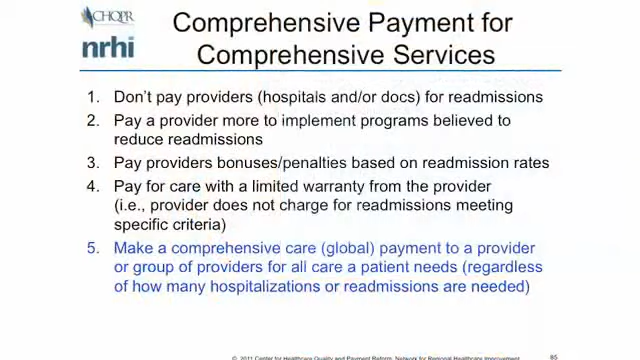 CHQPR
nrhi
Comprehensive Payment for
Comprehensive Services
1. Don't pay providers (hospitals and/or docs) for readmissions
2. Pay a provider more to implement programs believed to
reduce readmissions
3. Pay providers bonuses/penalties based on readmission rates
4. Pay for care with a limited warranty from the provider
(i.e., provider does not charge for readmissions meeting
specific criteria)
5. Make a comprehensive care (global) payment to a provider
or group of providers for all care a patient needs (regardless
of how many hospitalizations or readmissions are needed)
© 2011 Center for Healthcare Quality and Payment Reform, Network for Regional Healthcare Improvement
85